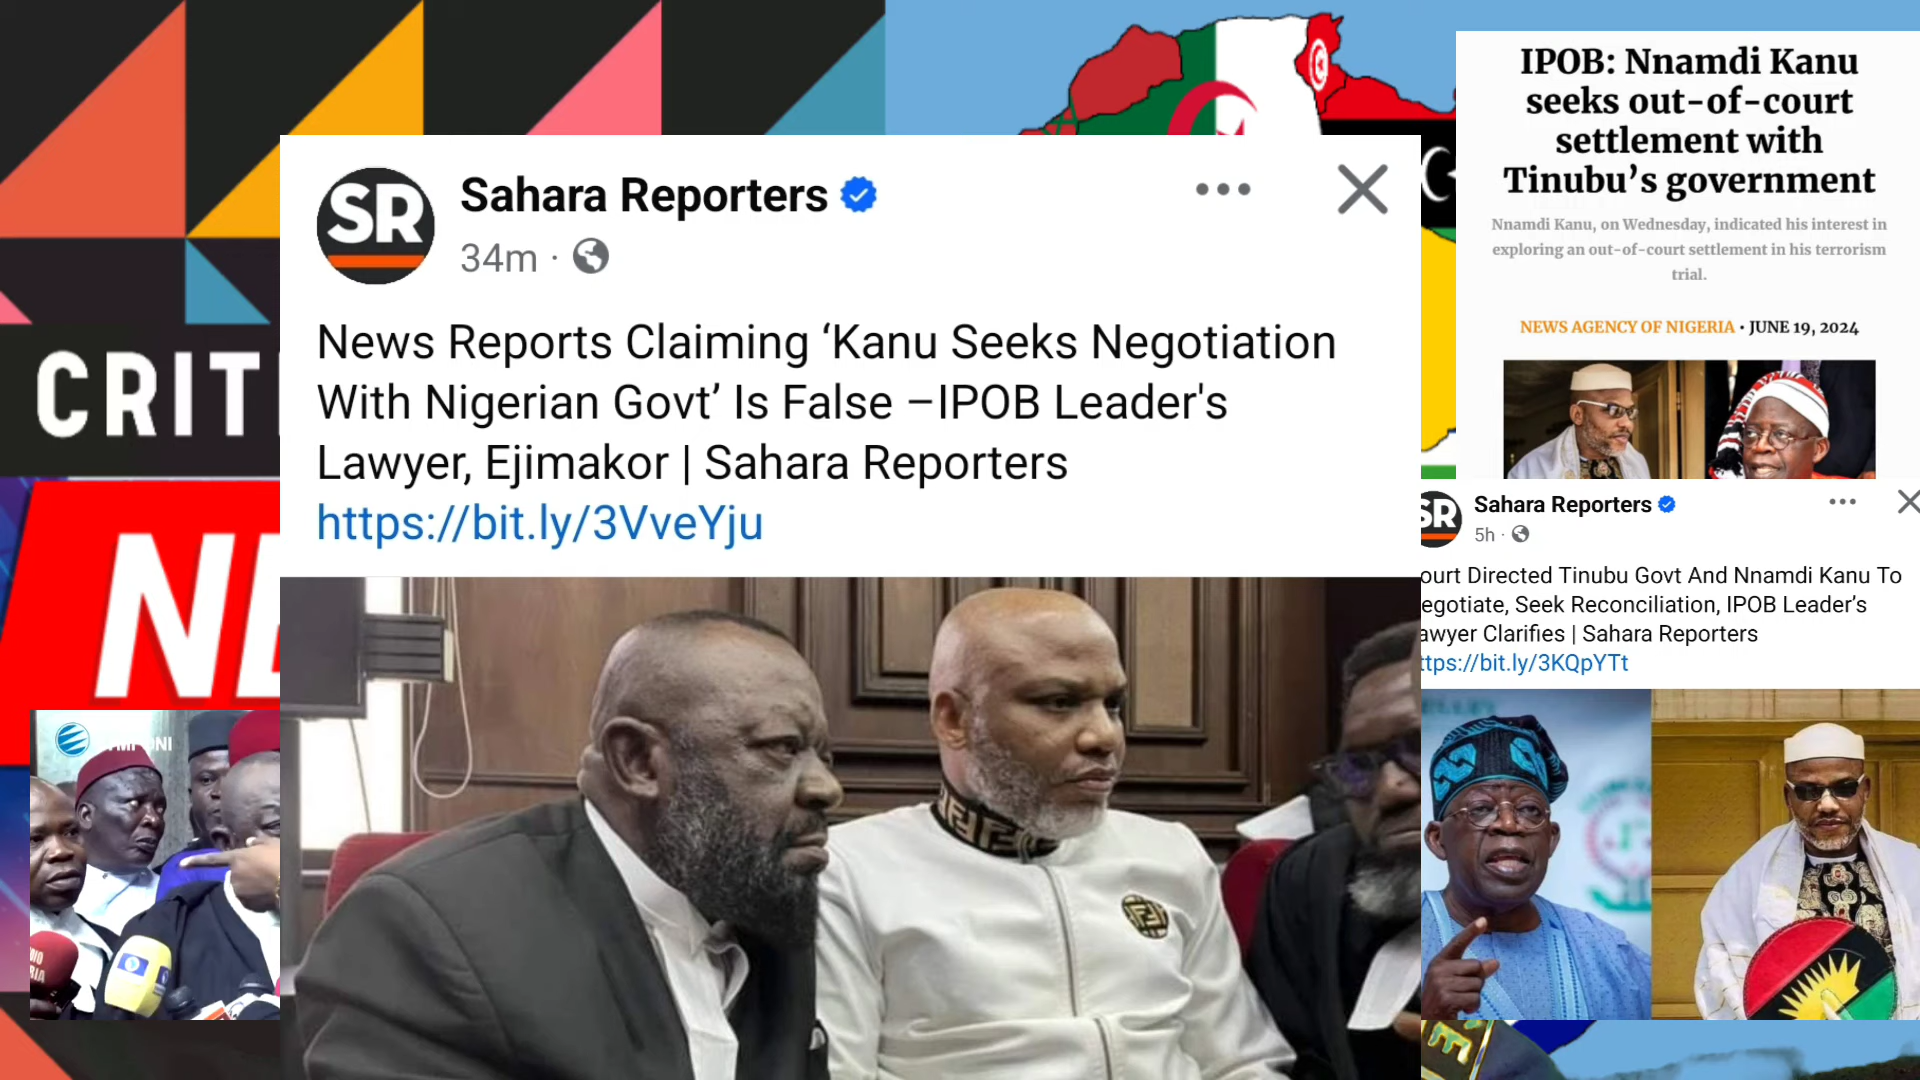 CRIT
NE
SR
Sahara Reporters
34m ·
News Reports Claiming ‘Kanu Seeks Negotiation
With Nigerian Govt’ Is False –IPOB Leader's
Lawyer, Ejimakor | Sahara Reporters
https://bit.ly/3VveYju
IPOB: Nnamdi Kanu
seeks out-of-court
settlement with
Tinubu’s government
Nnamdi Kanu, on Wednesday, indicated his interest in
exploring an out-of-court settlement in his terrorism
trial.
NEWS AGENCY OF NIGERIA • JUNE 19, 2024
SR
Sahara Reporters
5h ·
ourt Directed Tinubu Govt And Nnamdi Kanu To
egotiate, Seek Reconciliation, IPOB Leader’s
awyer Clarifies | Sahara Reporters
ttps://bit.ly/3KQpYTt